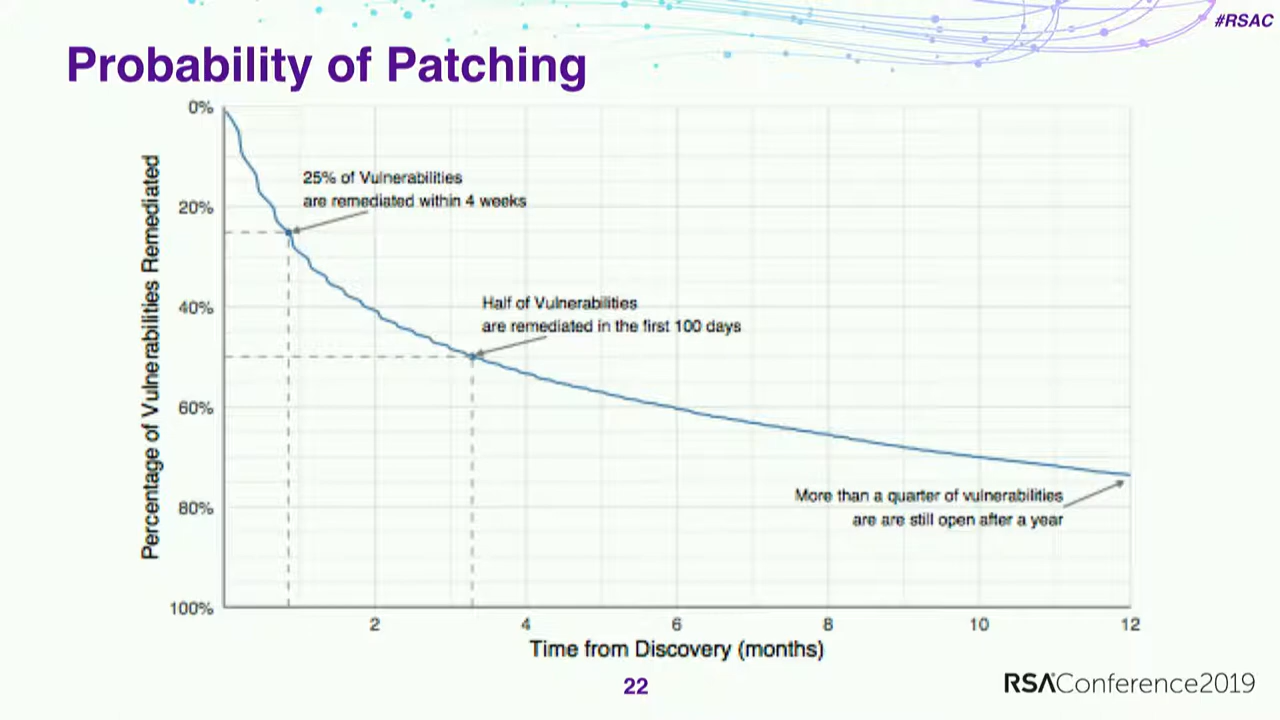 #RSAC
Probability of Patching
Percentage of Vulnerabilities Remediated
0%
20%
40%
60%
80%
100%
25% of Vulnerabilities
are remediated within 4 weeks
Half of Vulnerabilities
are remediated in the first 100 days
More than a quarter of vulnerabilities
are are still open after a year
2 4 6 8 10 12
Time from Discovery (months)
22
RSAConference2019